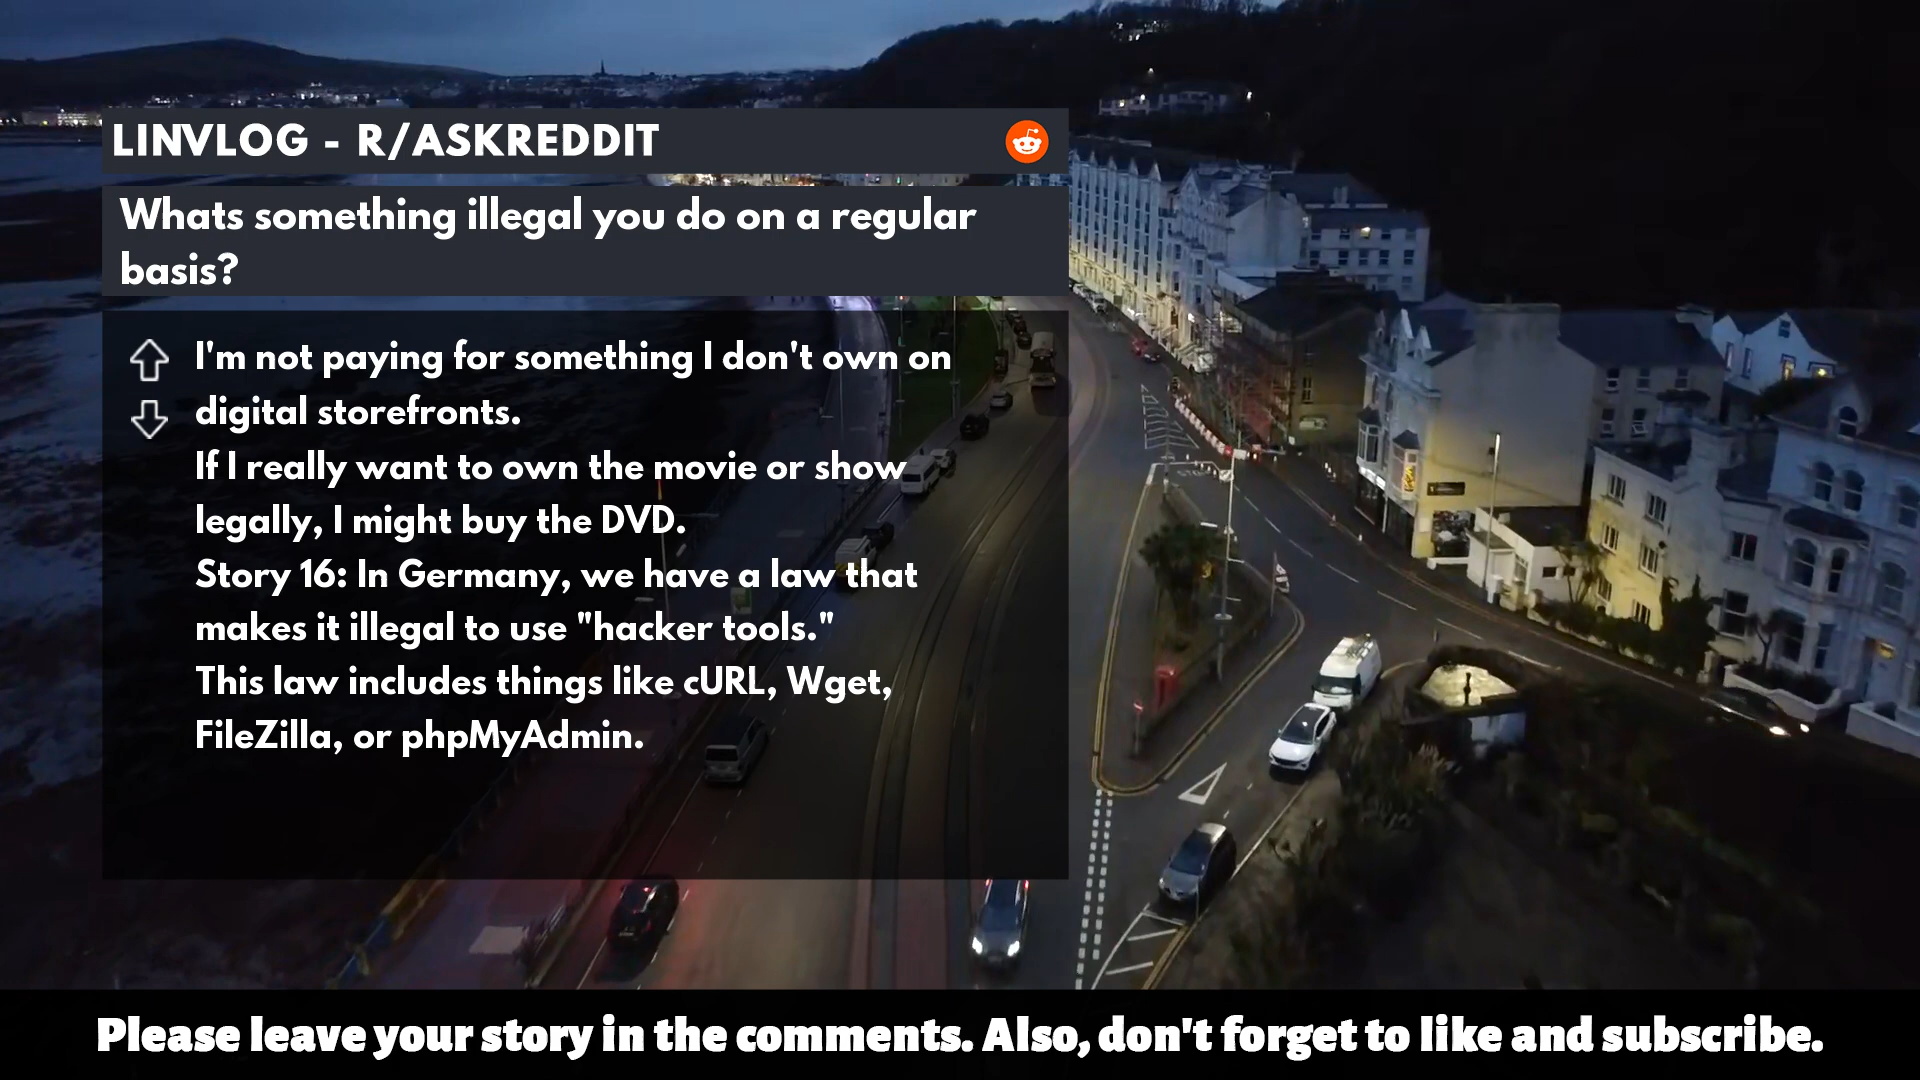 LINVLOG - R/ASKREDDIT
Whats something illegal you do on a regular
basis?
I'm not paying for something I don't own on
digital storefronts.
If I really want to own the movie or show
legally, I might buy the DVD.
Story 16: In Germany, we have a law that
makes it illegal to use "hacker tools."
This law includes things like cURL, Wget,
FileZilla, or phpMyAdmin.
Please leave your story in the comments. Also, don't forget to like and subscribe.